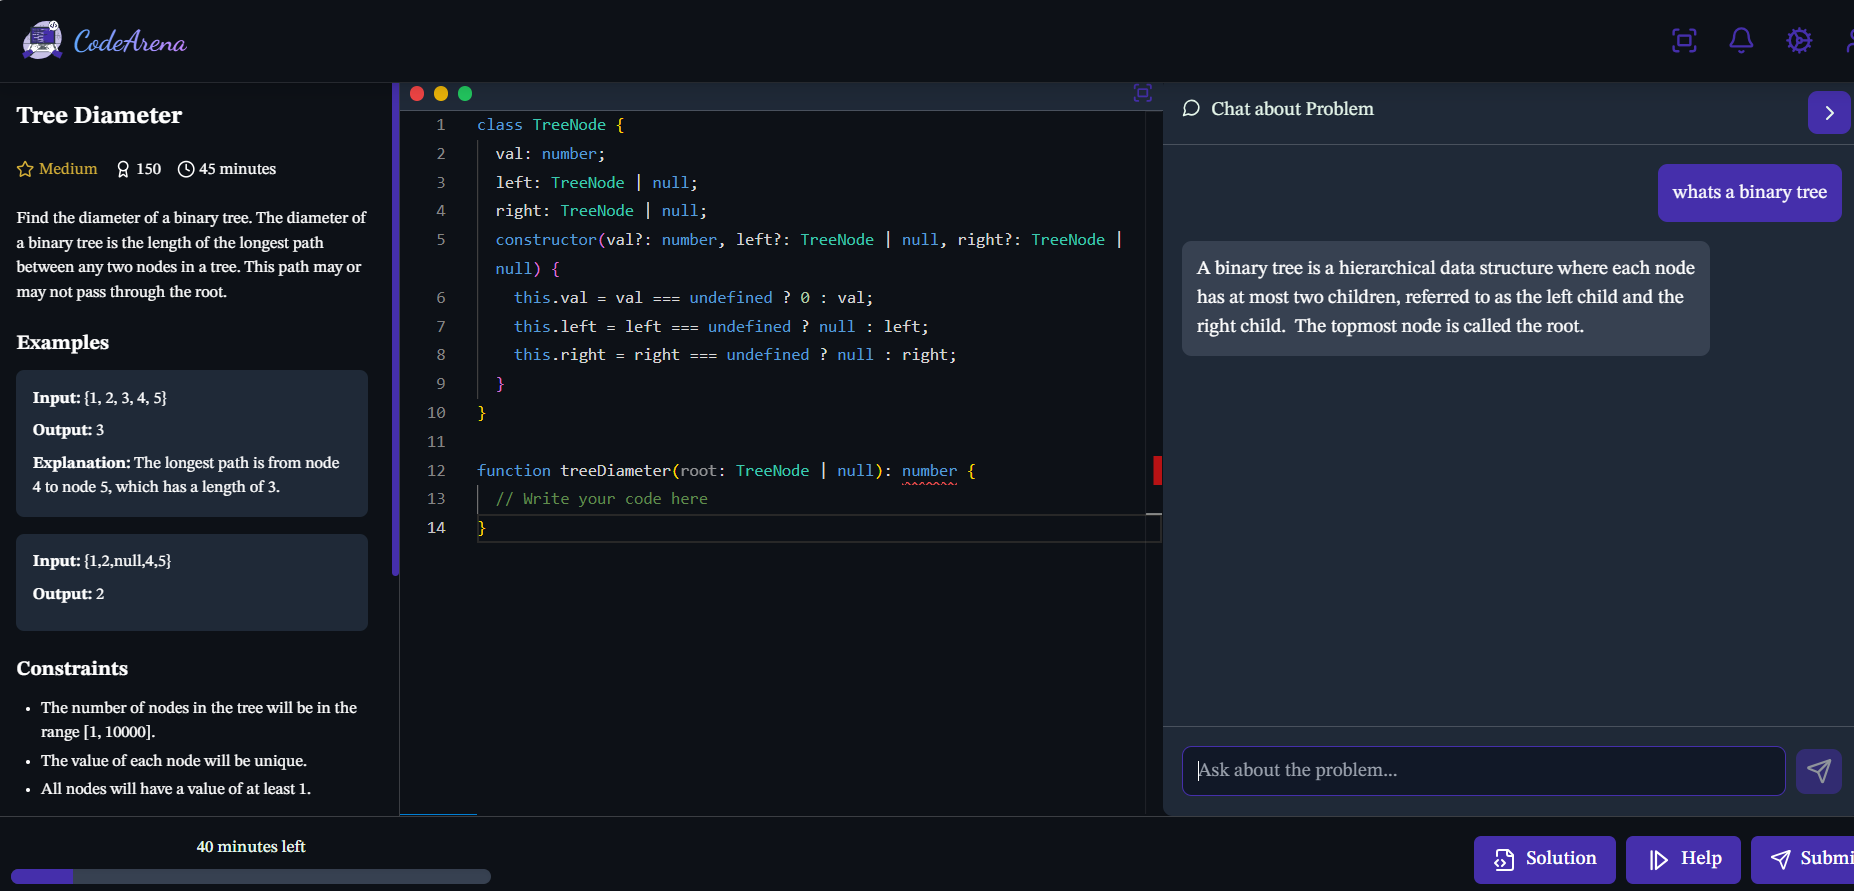 CodeArena
Tree Diameter
Medium 150 45 minutes
Find the diameter of a binary tree. The diameter of
a binary tree is the length of the longest path
between any two nodes in a tree. This path may or
may not pass through the root.
Examples
Input: {1, 2, 3, 4, 5}
Output: 3
Explanation: The longest path is from node
4 to node 5, which has a length of 3.
Input: {1,2,null,4,5}
Output: 2
Constraints
• The number of nodes in the tree will be in the
range [1, 10000].
• The value of each node will be unique.
• All nodes will have a value of at least 1.
1 class TreeNode {
2 val: number;
3 left: TreeNode | null;
4 right: TreeNode | null;
5 constructor(val?: number, left?: TreeNode | null, right?: TreeNode |
null) {
6 this.val = val === undefined ? 0 : val;
7 this.left = left === undefined ? null : left;
8 this.right = right === undefined ? null : right;
9 }
10 }
11
12 function treeDiameter(root: TreeNode | null): number {
13 // Write your code here
14 }
Chat about Problem
whats a binary tree
A binary tree is a hierarchical data structure where each node
has at most two children, referred to as the left child and the
right child. The topmost node is called the root.
Ask about the problem...
40 minutes left
Solution
Help
Submi